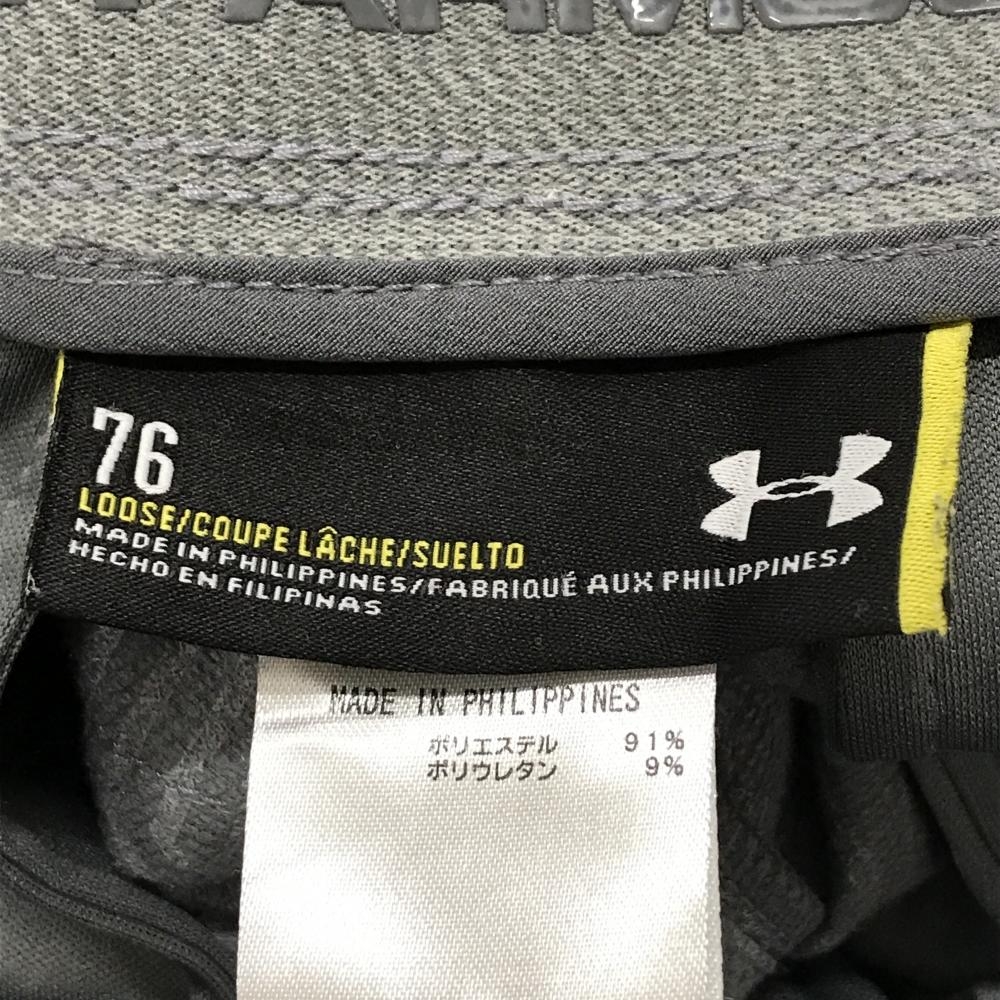 76
LOOSE/COUPE LÂCHE/SUELTO
MADE IN PHILIPPINES/FABRIQUÉ AUX PHILIPPINES/
HECHO EN FILIPINAS
MADE IN PHILIPPINES
ポリエステル 91%
ポリウレタン 9%